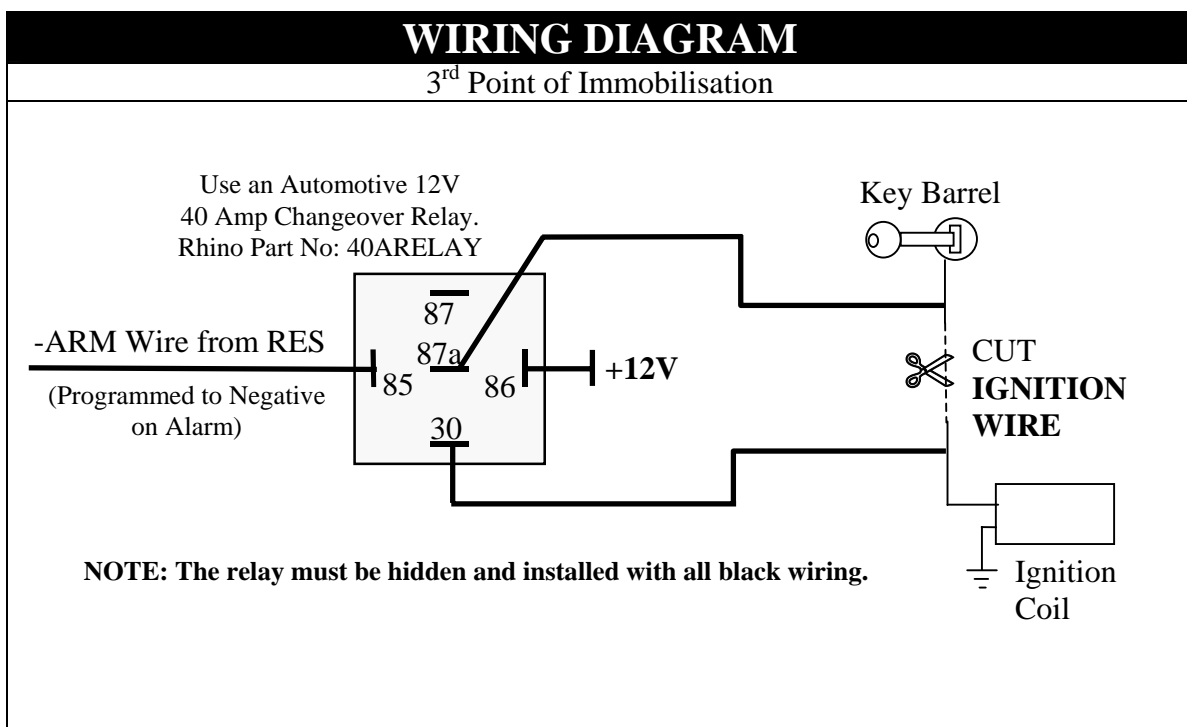 WIRING DIAGRAM
3rd Point of Immobilisation
Use an Automotive 12V
40 Amp Changeover Relay.
Rhino Part No: 40ARELAY
Key Barrel
87
-ARM Wire from RES
87a
+12V
85
86
(Programmed to Negative
on Alarm)
30
CUT
IGNITION
WIRE
NOTE: The relay must be hidden and installed with all black wiring.
Ignition
Coil